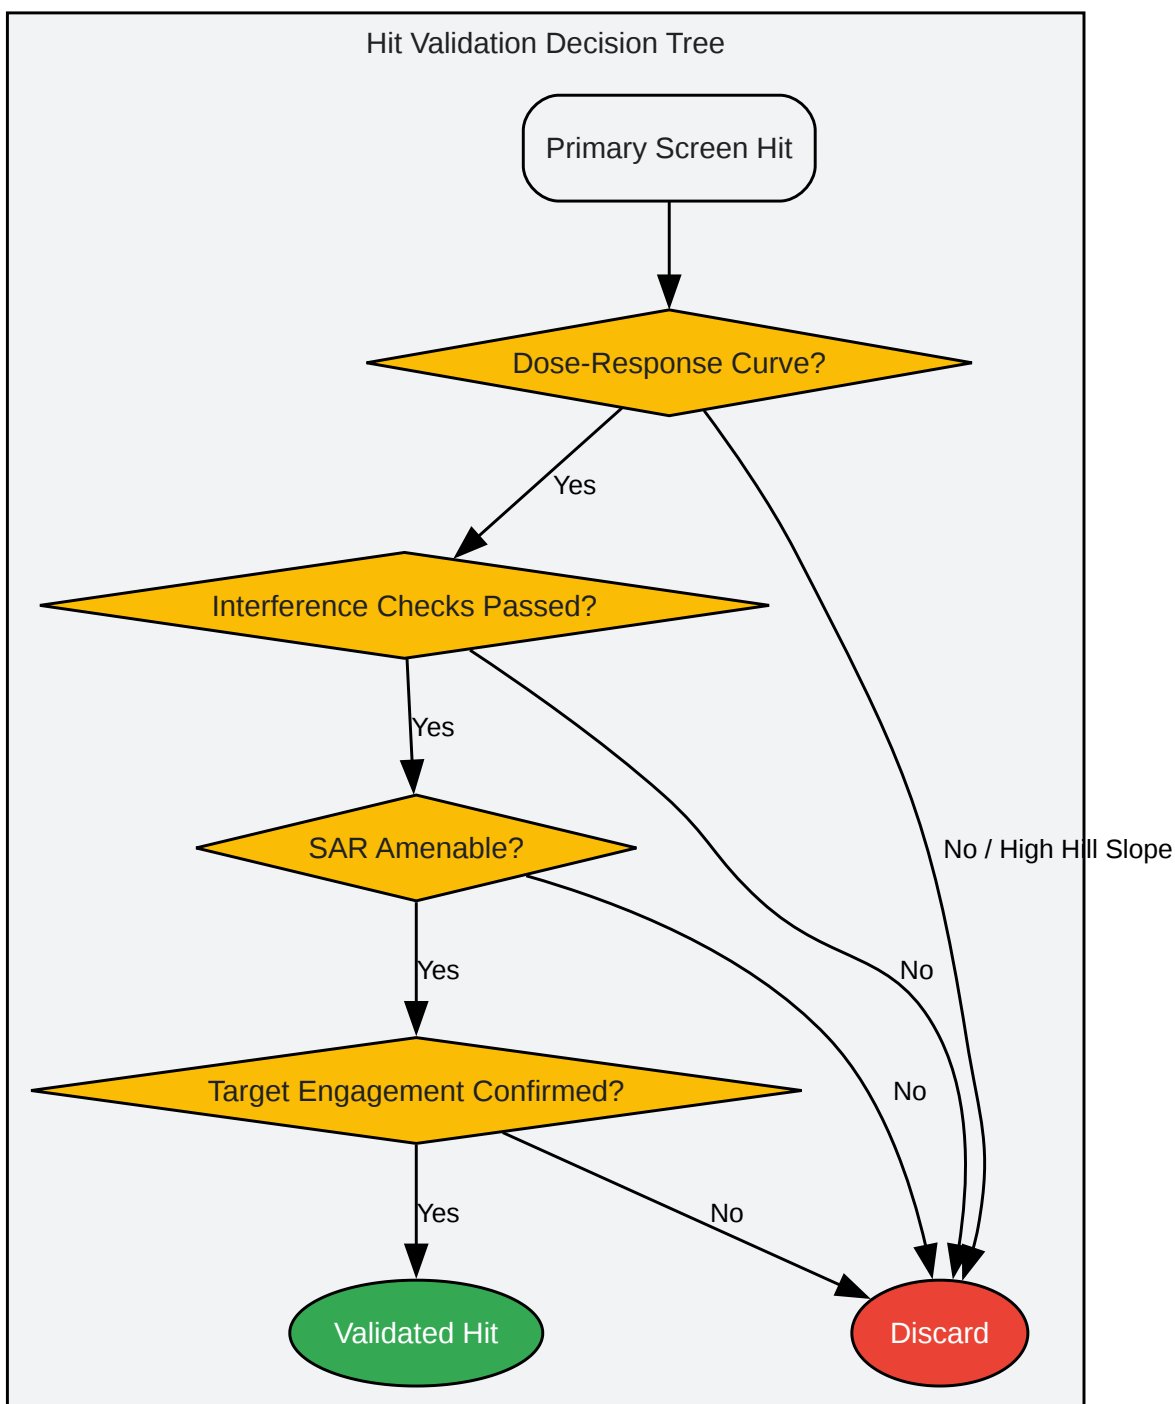 Hit Validation Decision Tree
Primary Screen Hit
Dose-Response Curve?
Yes
Interference Checks Passed?
Yes
SAR Amenable?
No / High Hill Slope
Yes
No
Target Engagement Confirmed?
No
Yes
No
Validated Hit
Discard